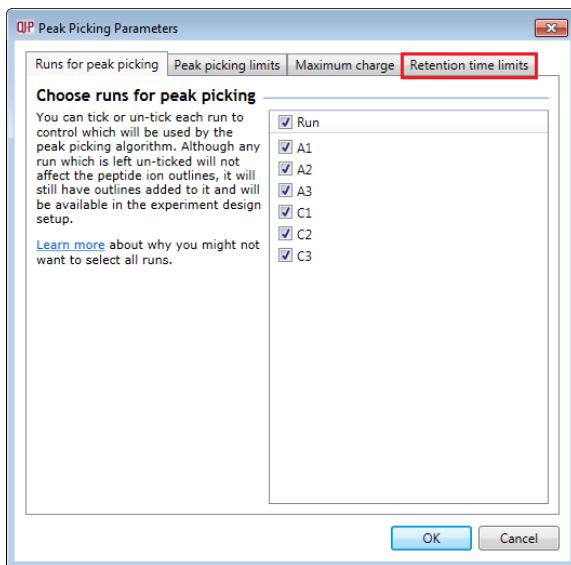 QIP Peak Picking Parameters
Runs for peak picking Peak picking limits Maximum charge Retention time limits
Choose runs for peak picking
You can tick or un-tick each run to
control which will be used by the
peak picking algorithm. Although any
run which is left un-ticked will not
affect the peptide ion outlines, it will
still have outlines added to it and will
be available in the experiment design
setup.
Learn more about why you might not
want to select all runs.
Run
A1
A2
A3
C1
C2
C3
OK Cancel